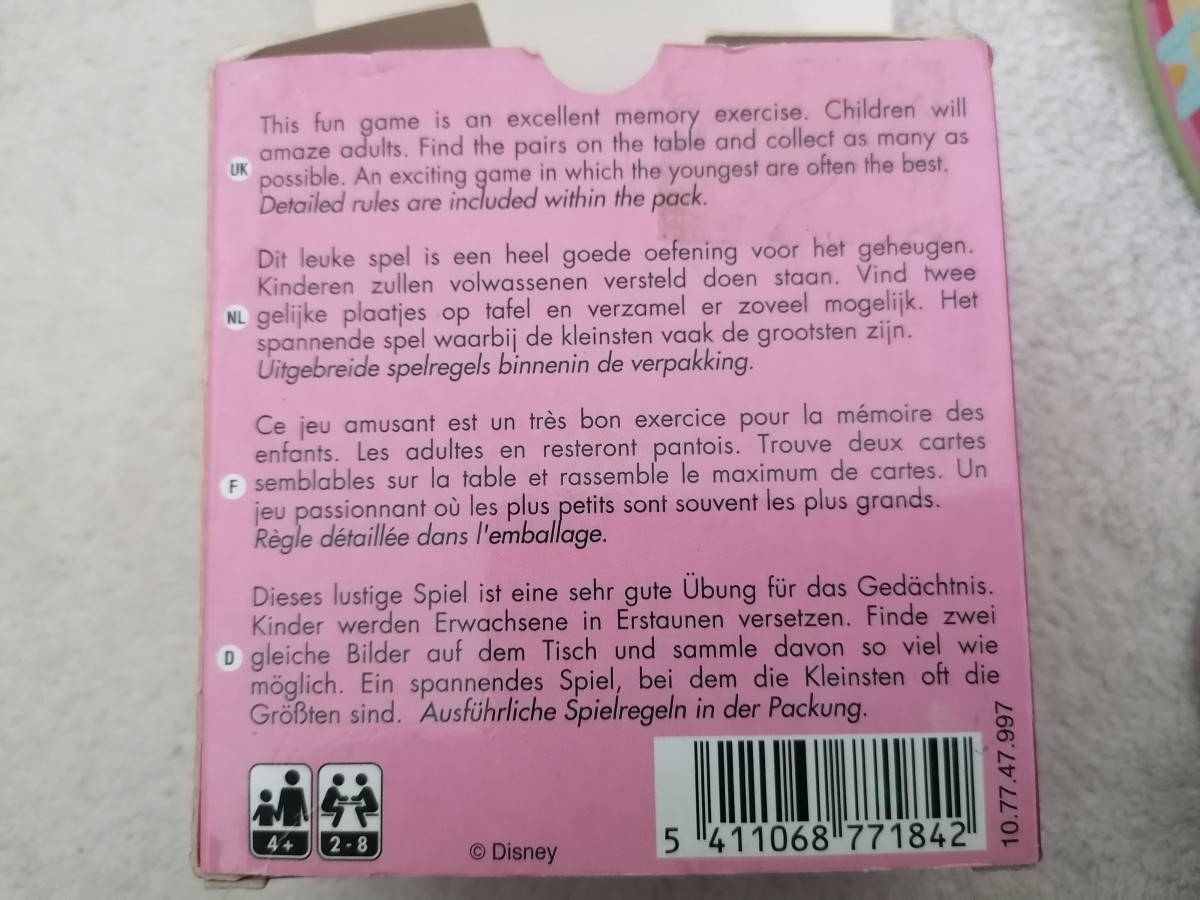 This fun game is an excellent memory exercise. Children will
amaze adults. Find the pairs on the table and collect as many as
UK
possible. An exciting game in which the youngest are often the best.
Detailed rules are included within the pack.
Dit leuke spel is een heel goede oefening voor het geheugen.
Kinderen zullen volwassenen versteld doen staan. Vind twee
NL gelijke plaatjes op tafel en verzamel er zoveel mogelijk. Het
spannende spel waarbij de kleinsten vaak de grootsten zijn.
Uitgebreide spelregels binnenin de verpakking.
Ce jeu amusant est un très bon exercice pour la mémoire des
enfants. Les adultes en resteront pantois. Trouve deux cartes
F semblables sur la table et rassemble le maximum de cartes. Un
jeu passionnant où les plus petits sont souvent les plus grands.
Règle détaillée dans l'emballage.
Dieses lustige Spiel ist eine sehr gute Übung für das Gedächtnis.
Kinder werden Erwachsene in Erstaunen versetzen. Finde zwei
D gleiche Bilder auf dem Tisch und sammle davon so viel wie
möglich. Ein spannendes Spiel, bei dem die Kleinsten oft die
Größten sind. Ausführliche Spielregeln in der Packung.
4+ 2-8
© Disney
5 411068 771842
10.77.47.997